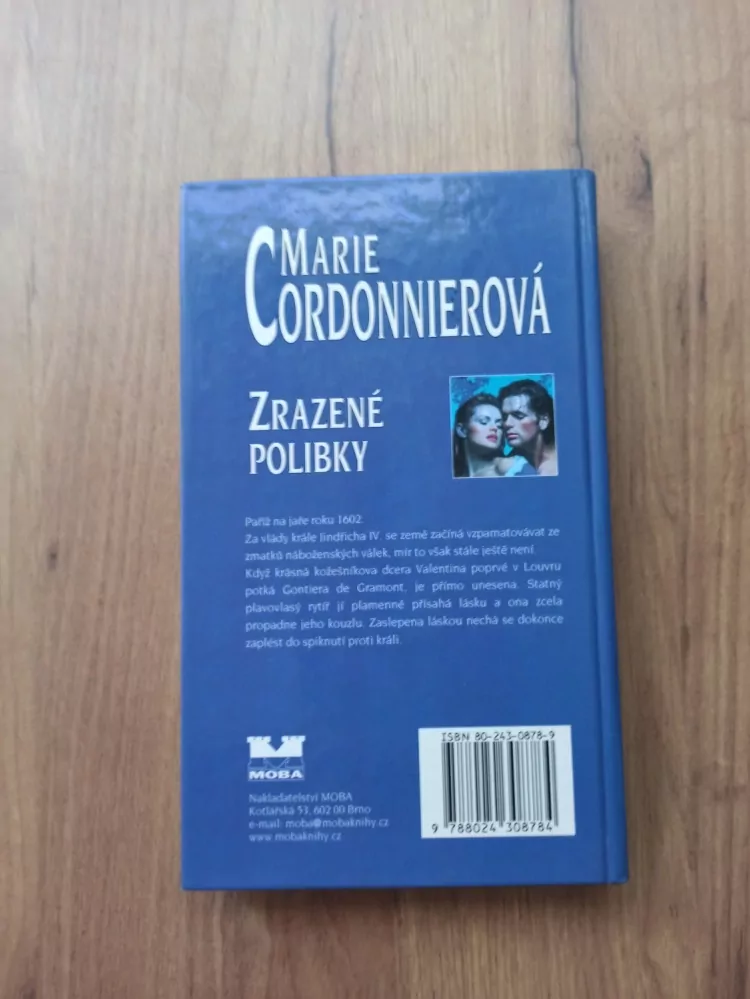 MARIE
CORDONNIEROVÁ
ZRAZENÉ
POLIBKY
Paříž na jaře roku 1602.
Za vlády krále Jindřicha IV. se země začíná vzpamatovávat ze
zmatků náboženských válek, mír to však stále ještě není.
Když krásná kožešníkova dcera Valentina poprvé v Louvru
potká Gontiera de Gramont, je přímo unesena. Statný
plavovlasý rytíř jí plamenně přísahá lásku a ona zcela
propadne jeho kouzlu. Zaslepena láskou nechá se dokonce
zaplést do spiknutí proti králi.
MOBA
Nakladatelství MOBA
Kotlářská 53, 602 00 Brno
e-mail: moba@mobaknihy.cz
www.mobaknihy.cz
ISBN 80-243-0878-9
9 788024 308784